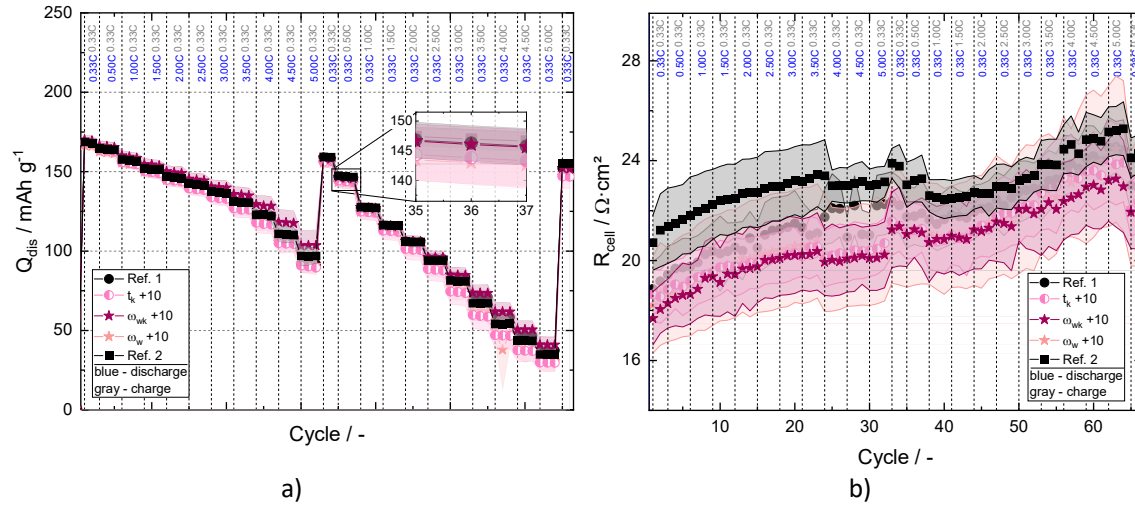 250
200
150
100
50
0
Q_dis / mAh g⁻¹
0.33C 0.33C 0.33C 0.33C 0.33C 0.33C 0.33C 0.33C 0.33C 0.33C 0.33C 0.50C 1.00C 1.50C 2.00C 2.50C 3.00C 3.50C 4.00C 4.50C 5.00C 0.33C
0.33C 0.50C 1.00C 1.50C 2.00C 2.50C 3.00C 3.50C 4.00C 4.50C 5.00C 0.33C 0.33C 0.33C 0.33C 0.33C 0.33C 0.33C 0.33C 0.33C 0.33C 0.33C
150
145
140
35 36 37
Ref. 1
t_k +10
ω_wk +10
ω_w +10
Ref. 2
blue - discharge
gray - charge
Cycle / -
a)
28
24
20
16
R_cell / Ω·cm²
Ref. 1
t_k +10
ω_wk +10
ω_w +10
Ref. 2
blue - discharge
gray - charge
10 20 30 40 50 60
Cycle / -
b)